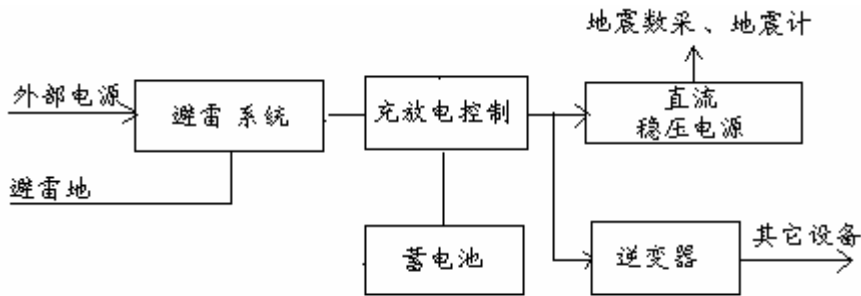 地震数采、地震计
外部电源
避雷 系统
充放电控制
直流
稳压电源
避雷地
蓄电池
逆变器
其它设备